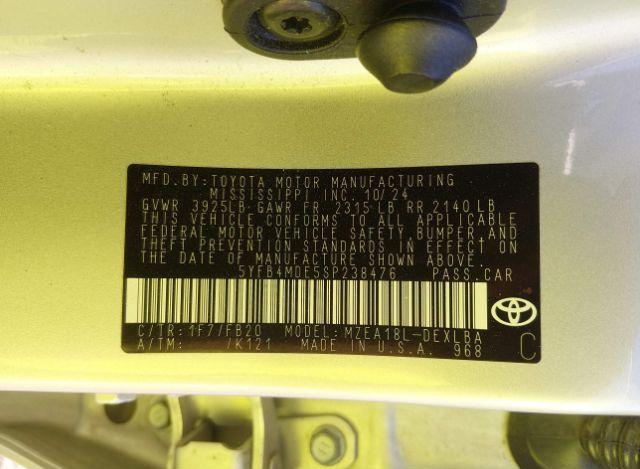 MFD.BY:TOYOTA MOTOR MANUFACTURING
MISSISSIPPI INC. 10/24
GVWR 3925LB GAWR FR 2315 LB RR 2140 LB
THIS VEHICLE CONFORMS TO ALL APPLICABLE
FEDERAL MOTOR VEHICLE SAFETY, BUMPER AND
THEFT PREVENTION STANDARDS IN EFFECT ON
THE DATE OF MANUFACTURE SHOWN ABOVE.
5YFB4MDE5SP238476 PASS.CAR
C/TR:1F7/FB20 MODEL:MZEA18L-DEXLBA
A/TM: /K121 MADE IN U.S.A. 968
C